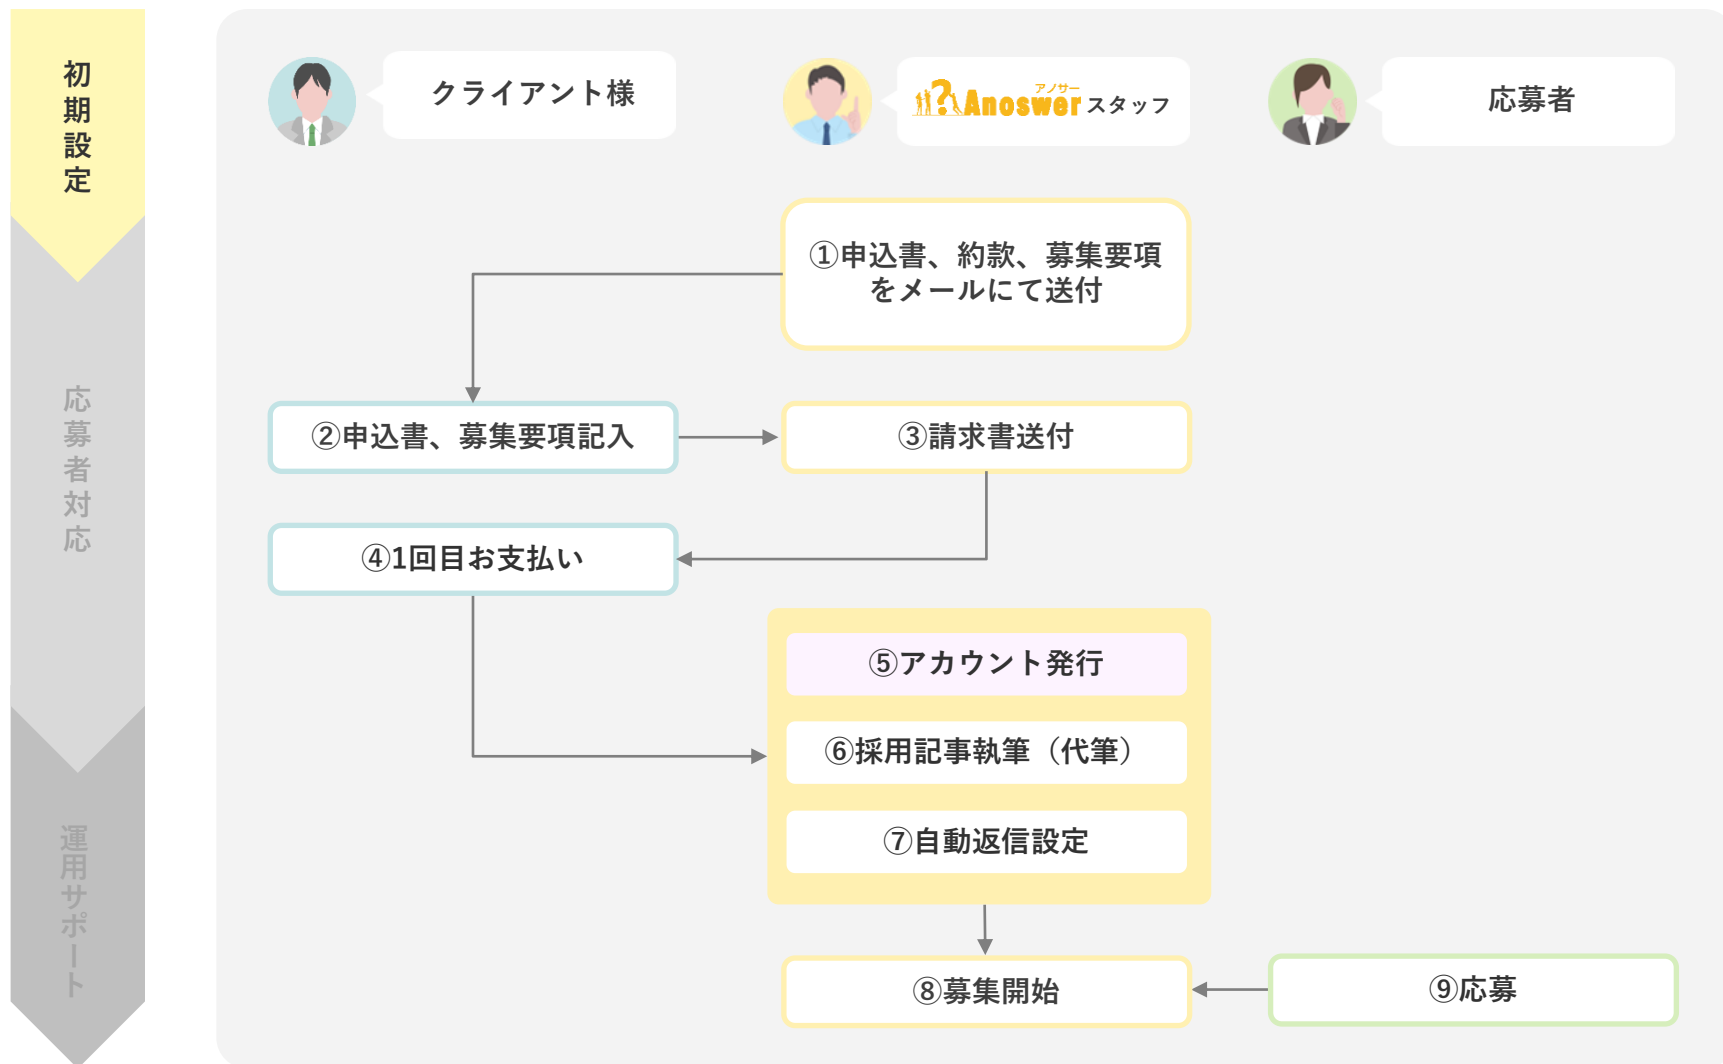 初期設定
応募者対応
運用サポート
クライアント様
アノサー
Anoswer スタッフ
応募者
①申込書、約款、募集要項
をメールにて送付
②申込書、募集要項記入
③請求書送付
④1回目お支払い
⑤アカウント発行
⑥採用記事執筆（代筆）
⑦自動返信設定
⑧募集開始
⑨応募